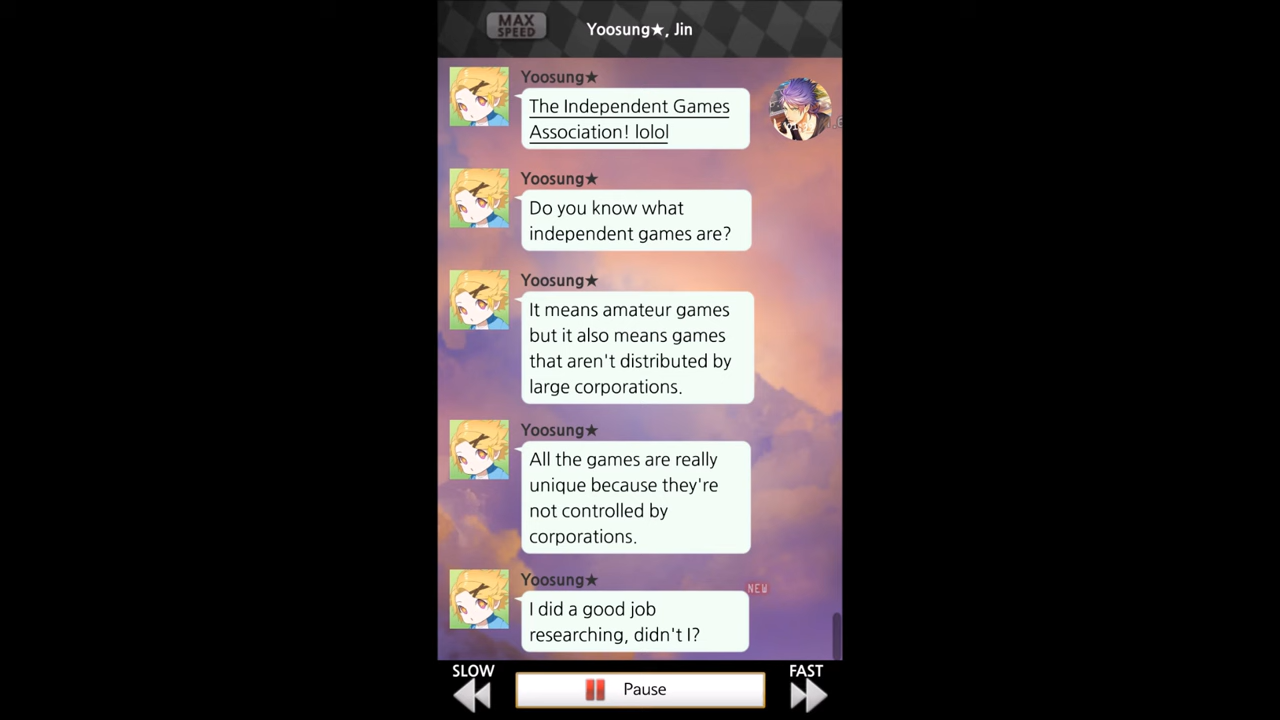 MAX
SPEED
Yoosung★, Jin
Yoosung★
The Independent Games
Association! lolol
Yoosung★
Do you know what
independent games are?
Yoosung★
It means amateur games
but it also means games
that aren't distributed by
large corporations.
Yoosung★
All the games are really
unique because they're
not controlled by
corporations.
Yoosung★
NEW
I did a good job
researching, didn't I?
SLOW
Pause
FAST